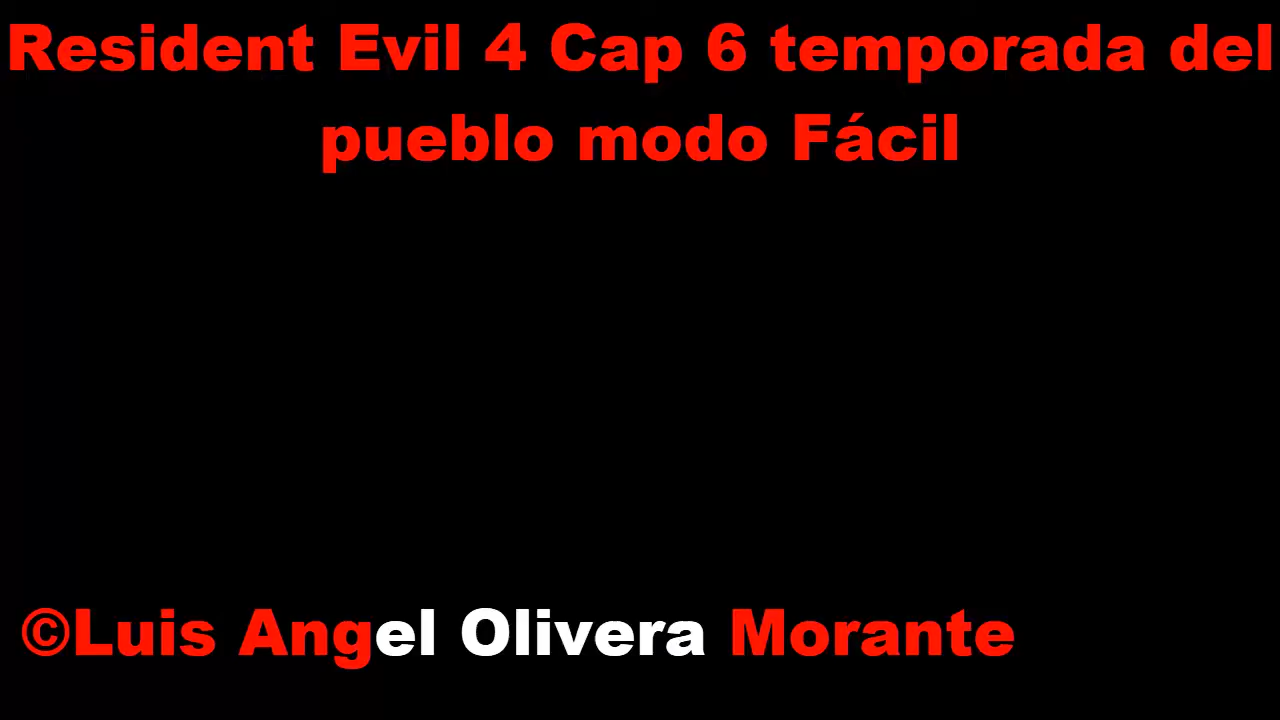 Resident Evil 4 Cap 6 temporada del
pueblo modo Fácil
©Luis Angel Olivera Morante